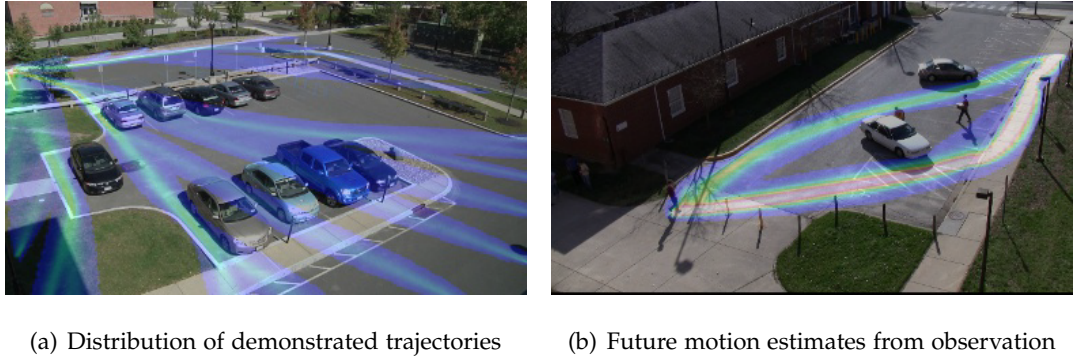 (a) Distribution of demonstrated trajectories
(b) Future motion estimates from observation